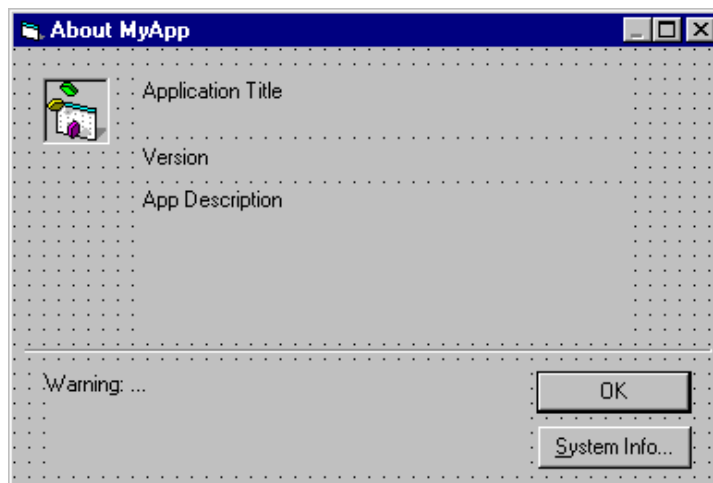 About MyApp
Application Title
Version
App Description
Warning: ...
OK
System Info...